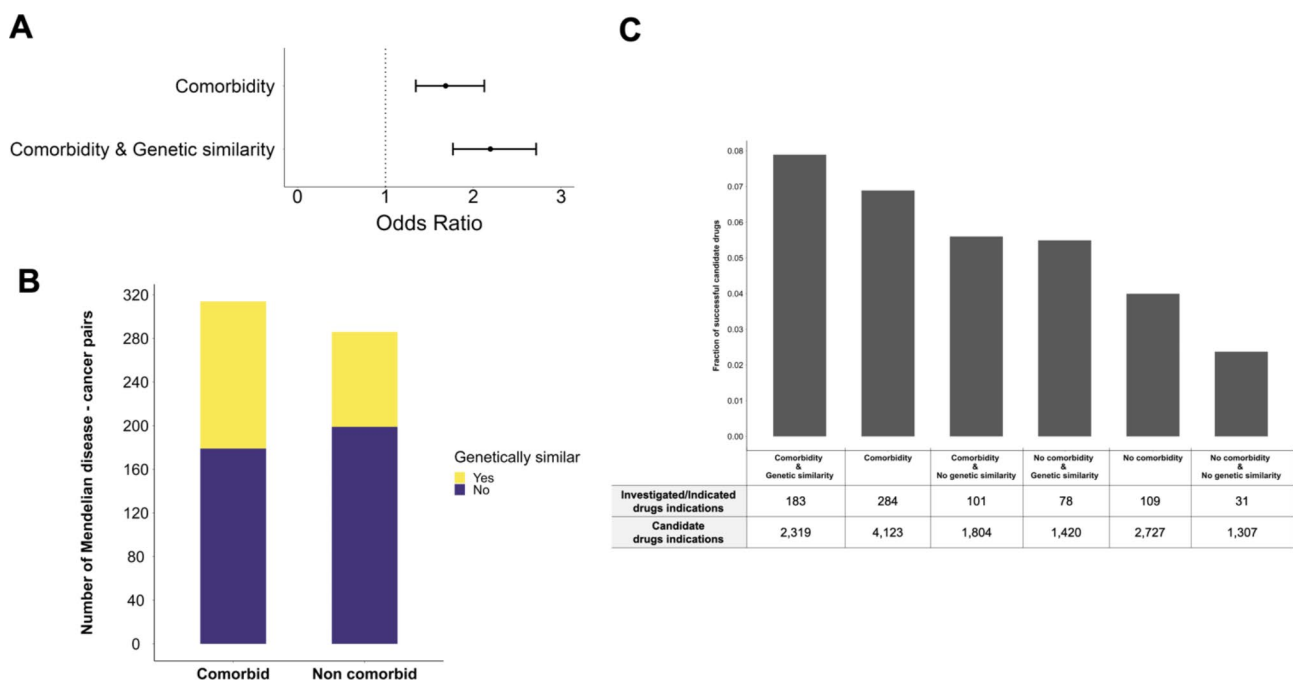 A
Comorbidity
Comorbidity & Genetic similarity
0 1 2 3
Odds Ratio
B
Number of Mendelian disease - cancer pairs
320
280
240
200
160
120
80
40
0
Comorbid Non comorbid
Genetically similar
Yes
No
C
Fraction of successful candidate drugs
0.08
0.07
0.06
0.05
0.04
0.03
0.02
0.01
0.00
Comorbidity Comorbidity Comorbidity No comorbidity No comorbidity No comorbidity
& & & &
Genetic similarity No genetic similarity Genetic similarity No genetic similarity
Investigated/Indicated
drugs indications 183 284 101 78 109 31
Candidate
drugs indications 2,319 4,123 1,804 1,420 2,727 1,307